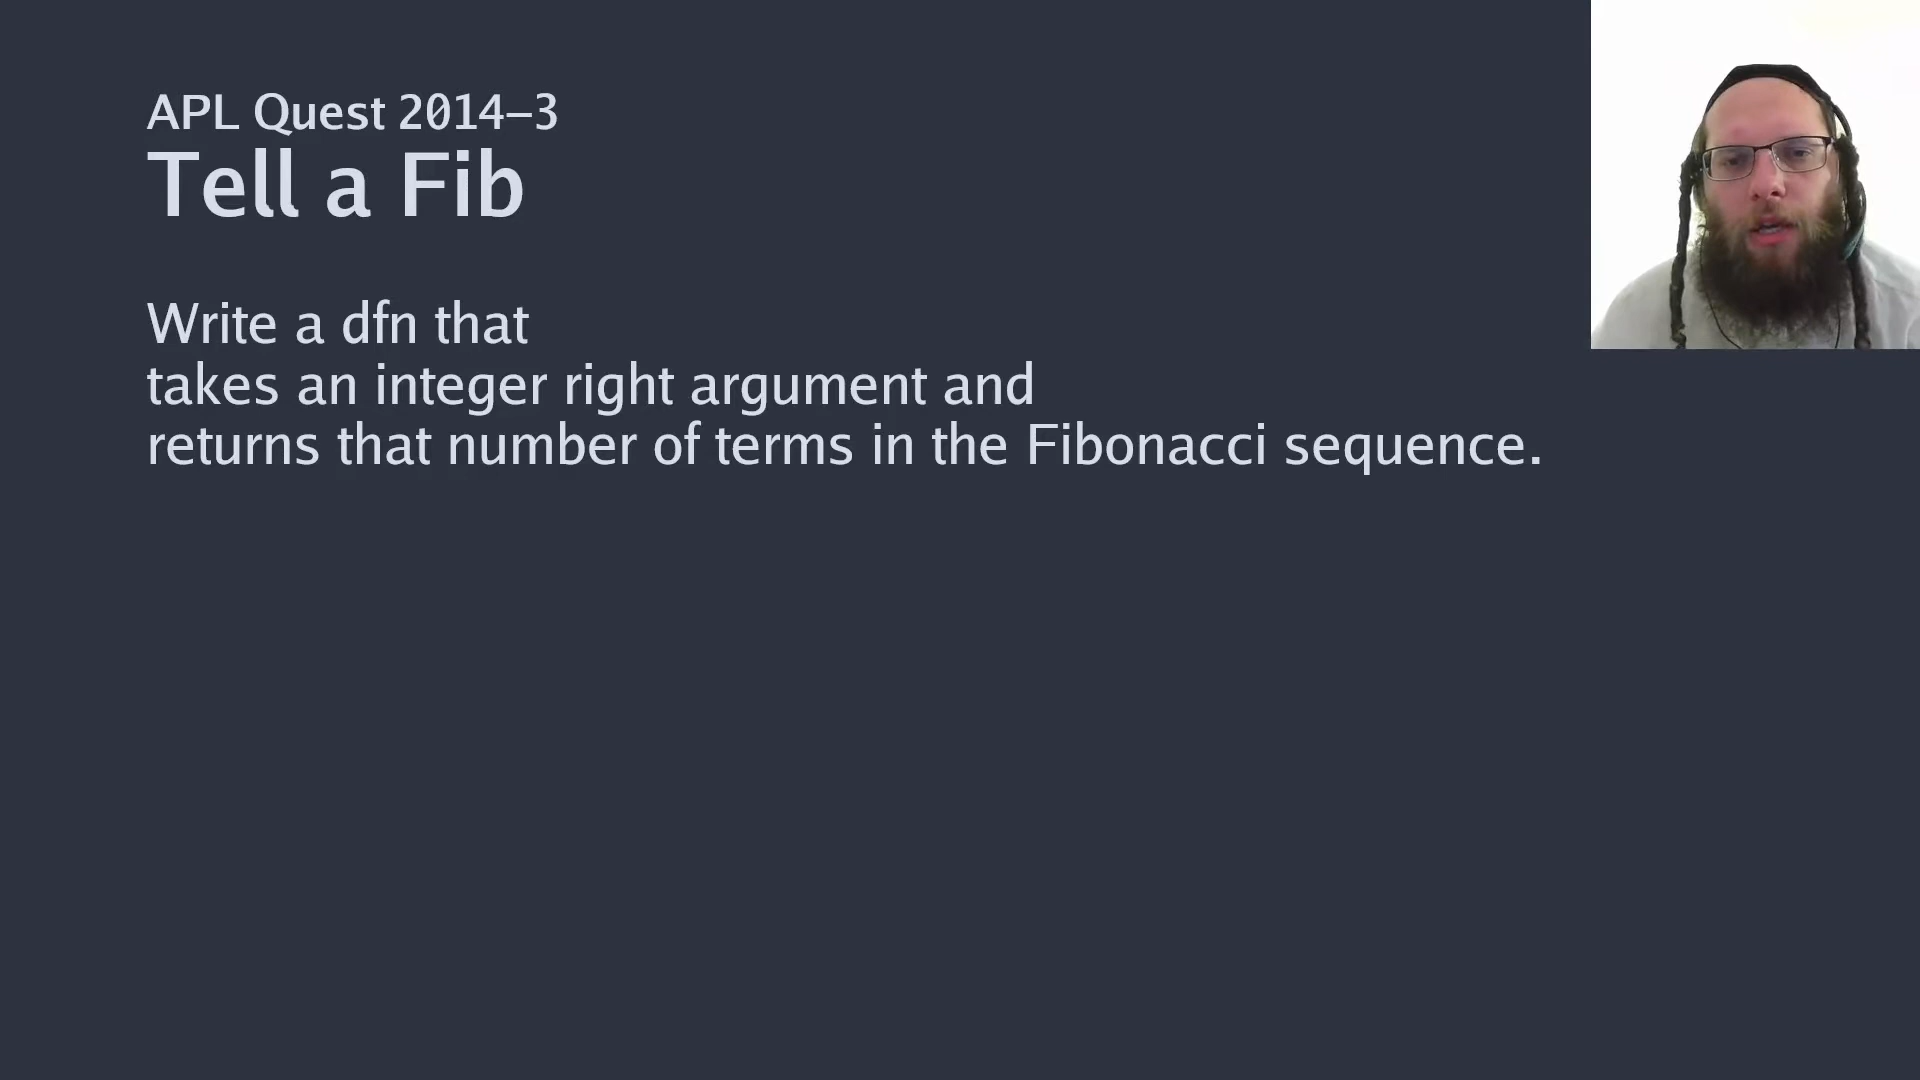 APL Quest 2014–3
Tell a Fib
Write a dfn that
takes an integer right argument and
returns that number of terms in the Fibonacci sequence.